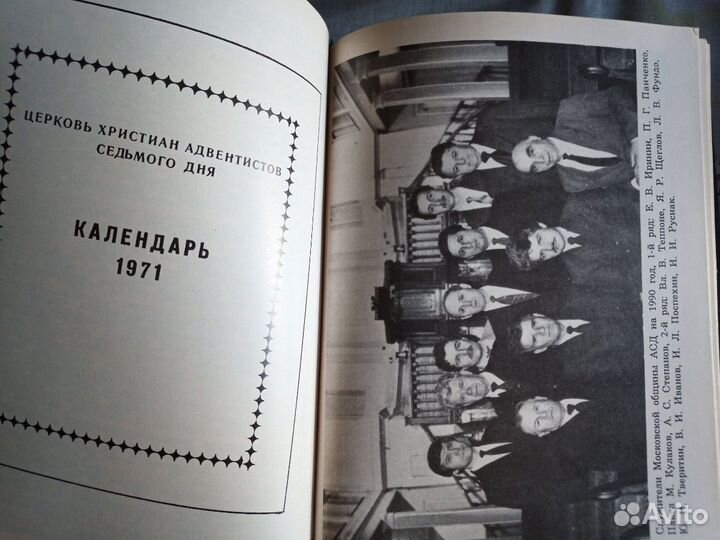 ЦЕРКОВЬ ХРИСТИАН АДВЕНТИСТОВ
СЕДЬМОГО ДНЯ
КАЛЕНДАРЬ
1971
Московской общины АСД на 1990 год, 1-й ряд: Е. В. Иринин, П. Г. Панченко,
М. Кулаков, А. С. Степанов, 2-й ряд: Вл. В. Теппоне, Я. Р. Щеглов, Л. В. Фундо,
Тверитин, В. И. Иванов, И. Л. Поспехин, И. И. Руснак.
Avito